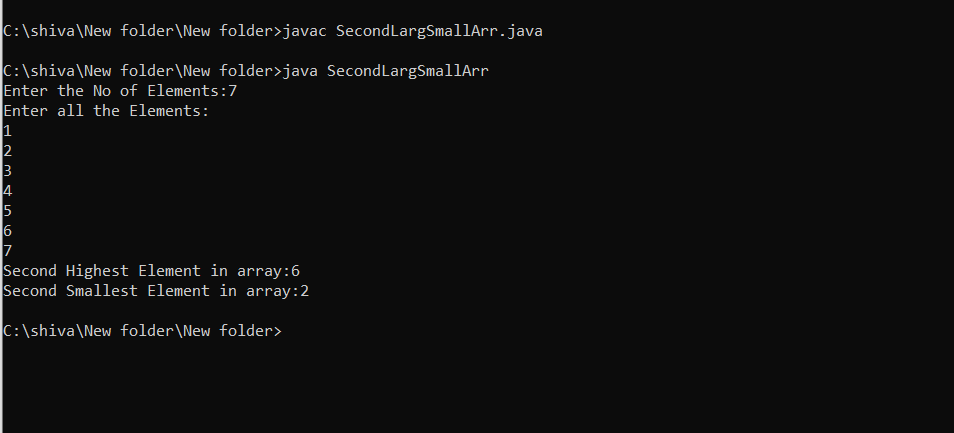 C:\shiva\New folder\New folder>javac SecondLargSmallArr.java
C:\shiva\New folder\New folder>java SecondLargSmallArr
Enter the No of Elements:7
Enter all the Elements:
1
2
3
4
5
6
7
Second Highest Element in array:6
Second Smallest Element in array:2
C:\shiva\New folder\New folder>